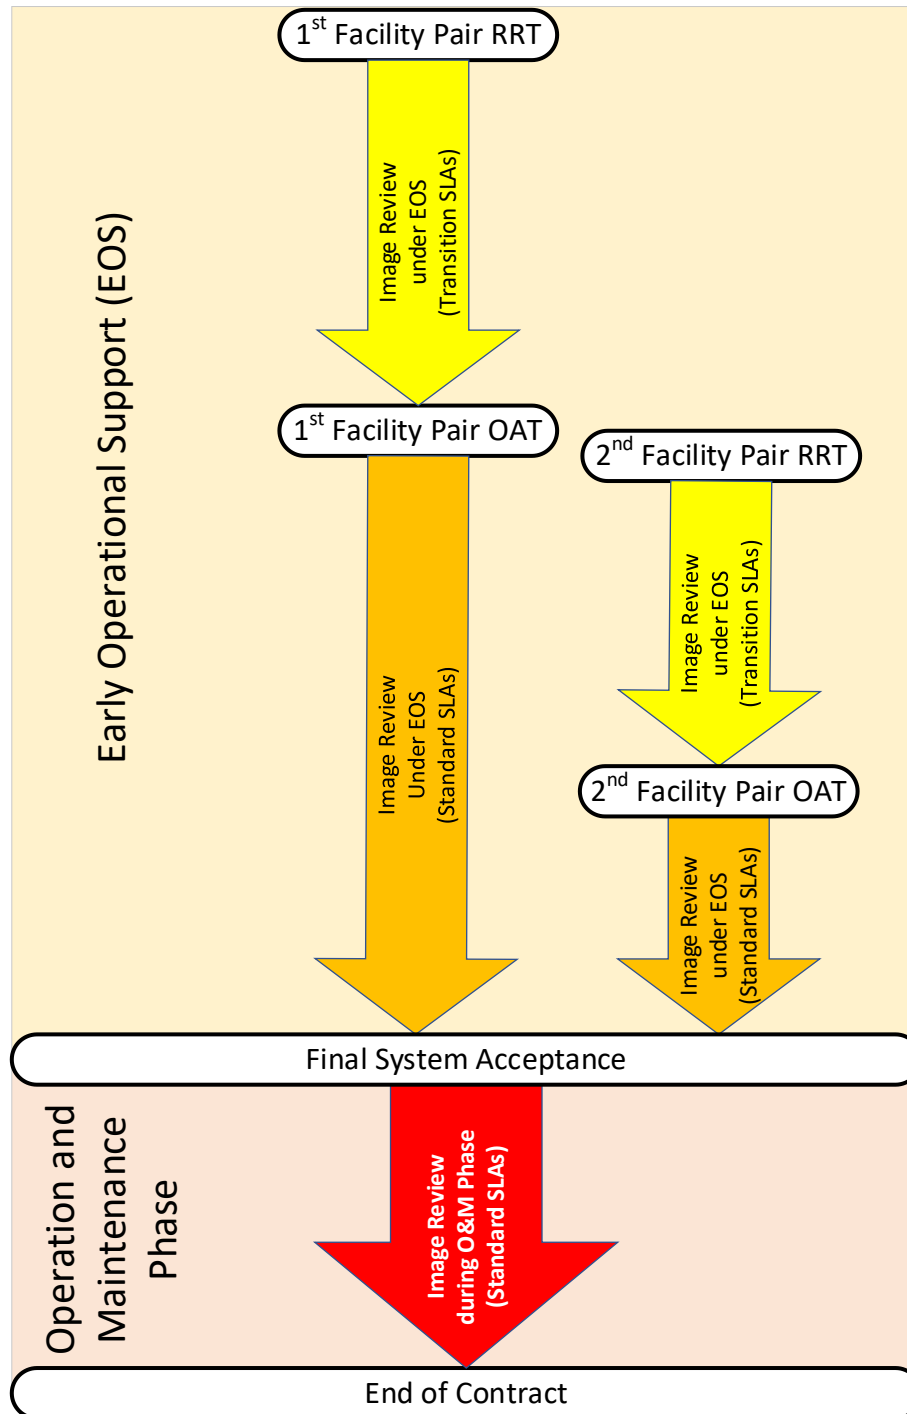 1st Facility Pair RRT
Early Operational Support (EOS)
Image Review
under EOS
(Transition SLAs)
1st Facility Pair OAT
2nd Facility Pair RRT
Image Review
Under EOS
(Standard SLAs)
Image Review
under EOS
(Transition SLAs)
2nd Facility Pair OAT
Image Review
under EOS
(Standard SLAs)
Final System Acceptance
Operation and
Maintenance
Phase
Image Review
during O&M Phase
(Standard SLAs)
End of Contract